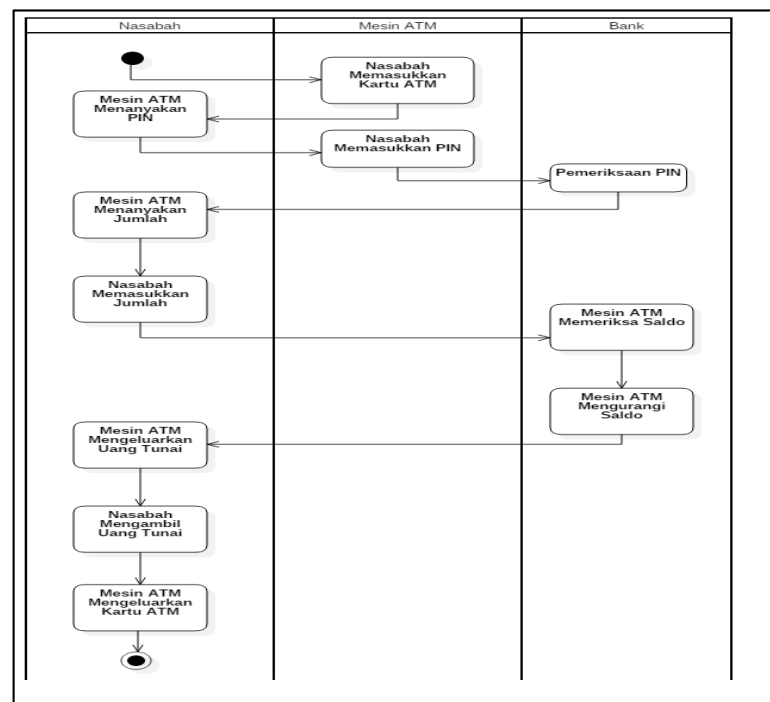 Nasabah
Mesin ATM
Bank
Nasabah
Memasukkan
Kartu ATM
Mesin ATM
Menanyakan
PIN
Nasabah
Memasukkan PIN
Pemeriksaan PIN
Mesin ATM
Menanyakan
Jumlah
Nasabah
Memasukkan
Jumlah
Mesin ATM
Memeriksa Saldo
Mesin ATM
Mengurangi
Saldo
Mesin ATM
Mengeluarkan
Uang Tunai
Nasabah
Mengambil
Uang Tunai
Mesin ATM
Mengeluarkan
Kartu ATM